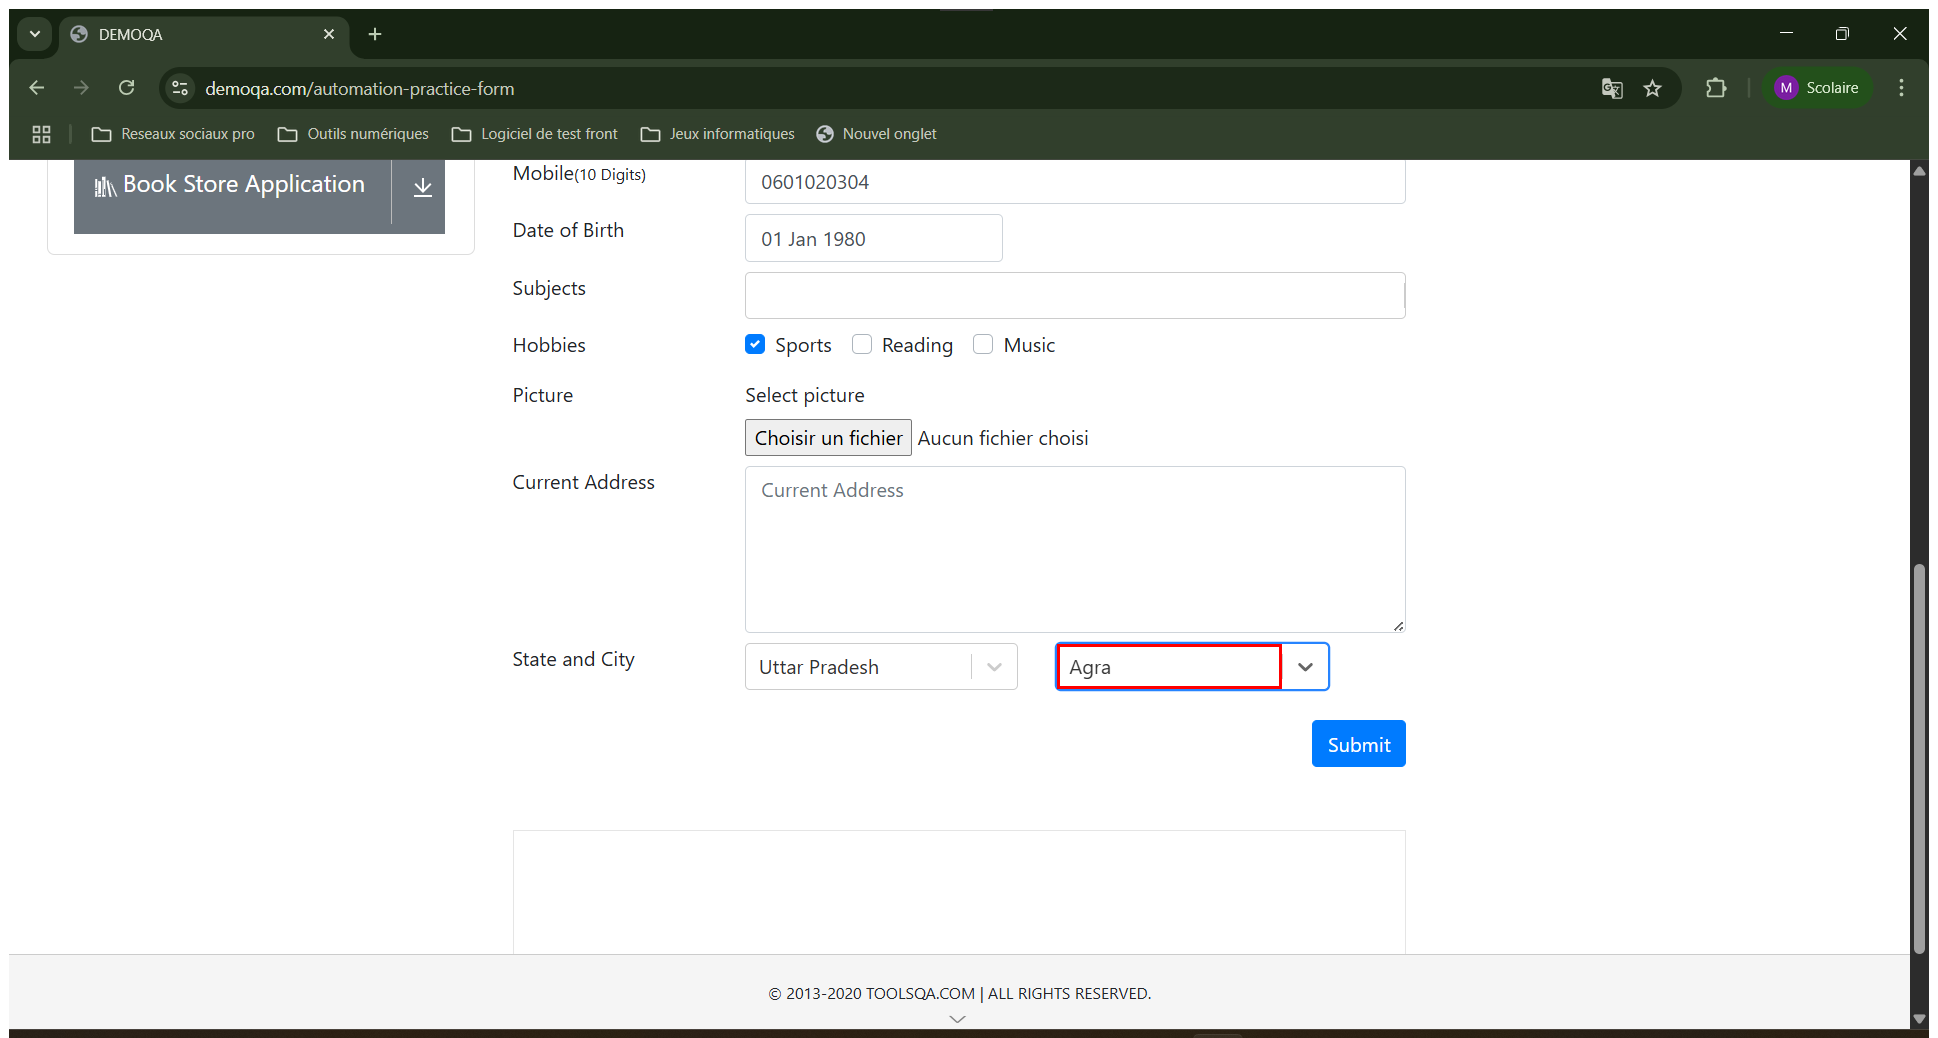 DEMOQA
demoqa.com/automation-practice-form
M Scolaire
Reseaux sociaux pro Outils numériques Logiciel de test front Jeux informatiques Nouvel onglet
Book Store Application
Mobile(10 Digits) 0601020304
Date of Birth 01 Jan 1980
Subjects
Hobbies Sports Reading Music
Picture Select picture
Choisir un fichier Aucun fichier choisi
Current Address Current Address
State and City Uttar Pradesh Agra
Submit
© 2013-2020 TOOLSQA.COM | ALL RIGHTS RESERVED.